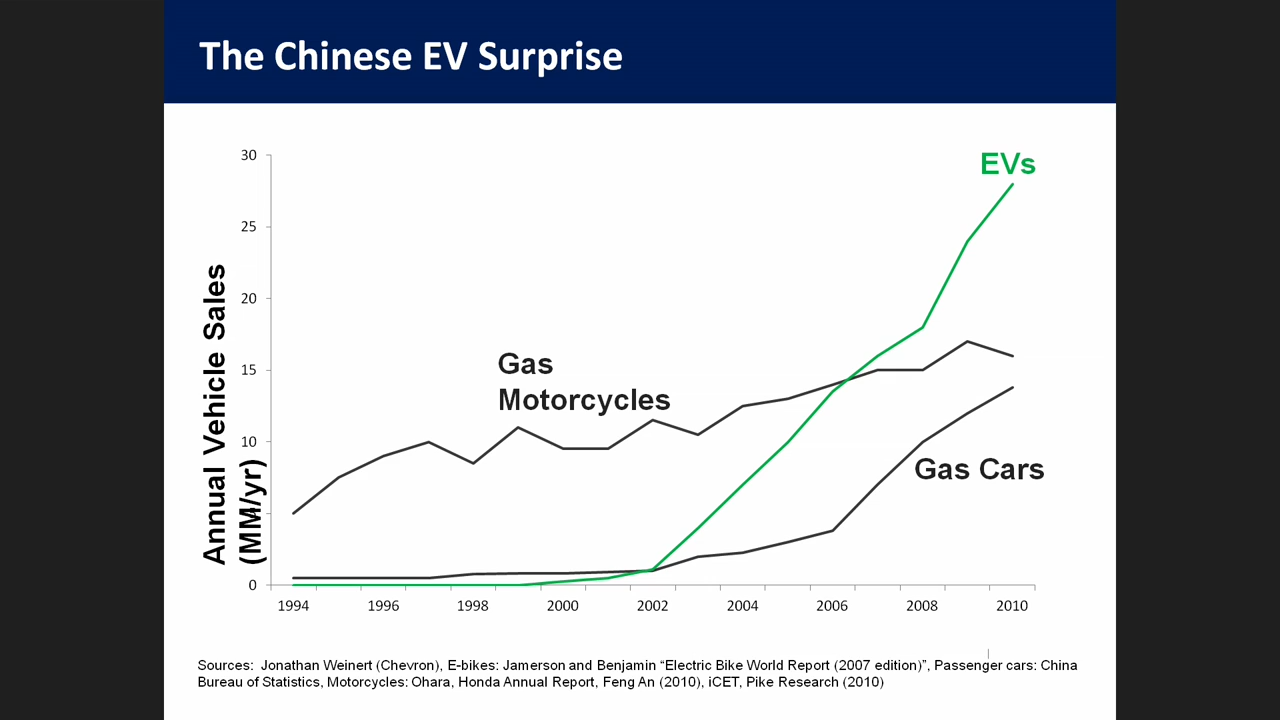 The Chinese EV Surprise
30
25
20
15
10
5
0
Annual Vehicle Sales
(MM/yr)
EVs
Gas
Motorcycles
Gas Cars
1994 1996 1998 2000 2002 2004 2006 2008 2010
Sources:  Jonathan Weinert (Chevron), E-bikes: Jamerson and Benjamin “Electric Bike World Report (2007 edition)”, Passenger cars: China
Bureau of Statistics, Motorcycles: Ohara, Honda Annual Report, Feng An (2010), iCET, Pike Research (2010)